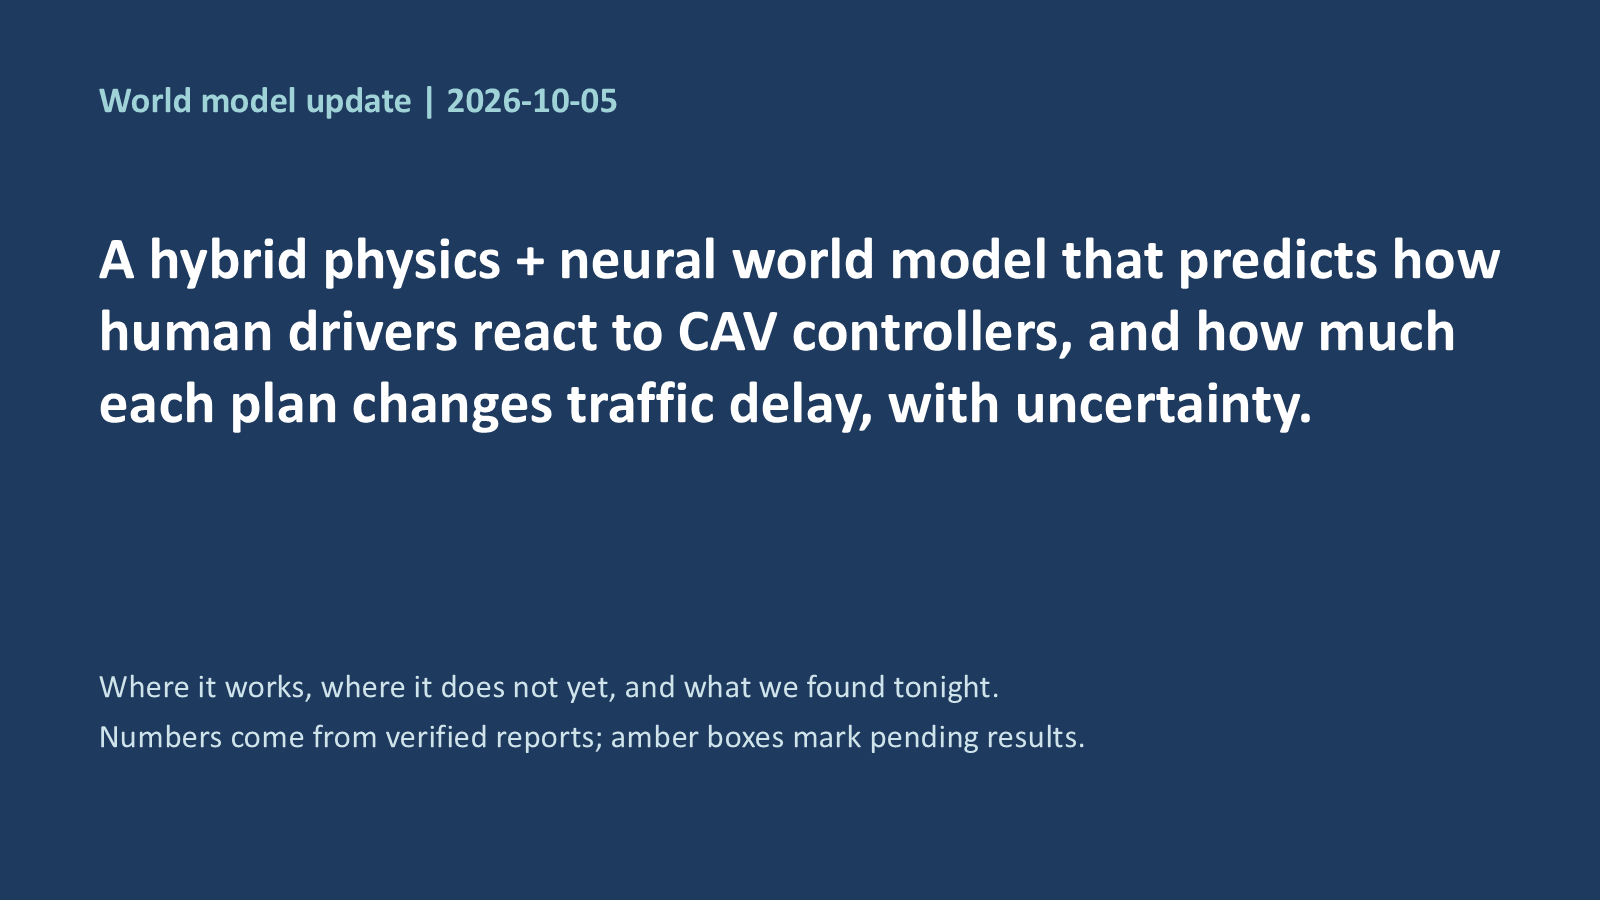 World model update | 2026-10-05
A hybrid physics + neural world model that predicts how
human drivers react to CAV controllers, and how much
each plan changes traffic delay, with uncertainty.
Where it works, where it does not yet, and what we found tonight.
Numbers come from verified reports; amber boxes mark pending results.